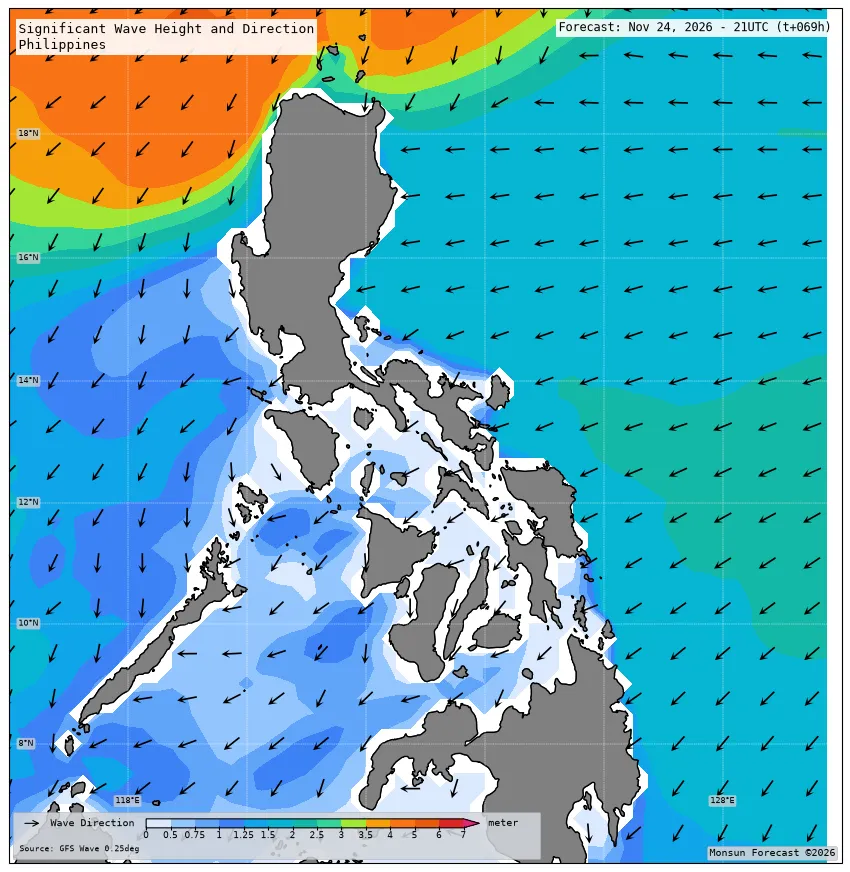 Significant Wave Height and Direction
Philippines
Forecast: Nov 24, 2026 - 21UTC (t+069h)
18°N
16°N
14°N
12°N
10°N
8°N
118°E
128°E
Wave Direction
meter
0 0.5 0.75 1 1.25 1.5 2 2.5 3 3.5 4 5 6 7
Source: GFS Wave 0.25deg
Monsun Forecast ©2026